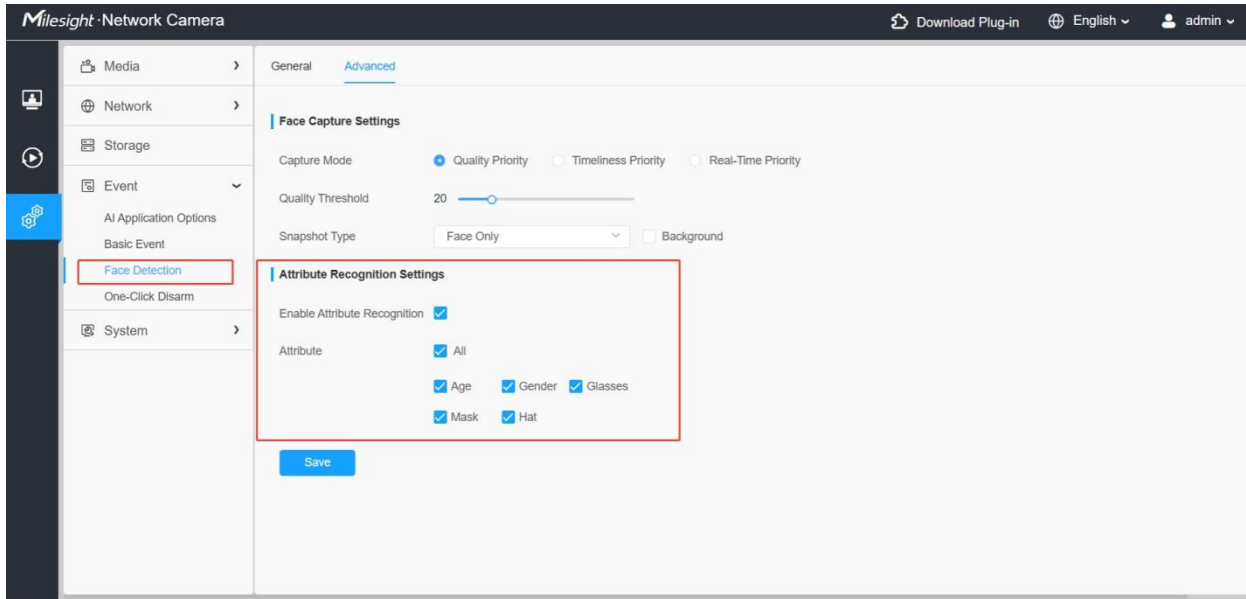 Milesight · Network Camera
Download Plug-in
English
admin
Media
Network
Storage
Event
AI Application Options
Basic Event
Face Detection
One-Click Disarm
System
General Advanced
Face Capture Settings
Capture Mode Quality Priority Timeliness Priority Real-Time Priority
Quality Threshold 20
Snapshot Type Face Only Background
Attribute Recognition Settings
Enable Attribute Recognition
Attribute All
Age Gender Glasses
Mask Hat
Save